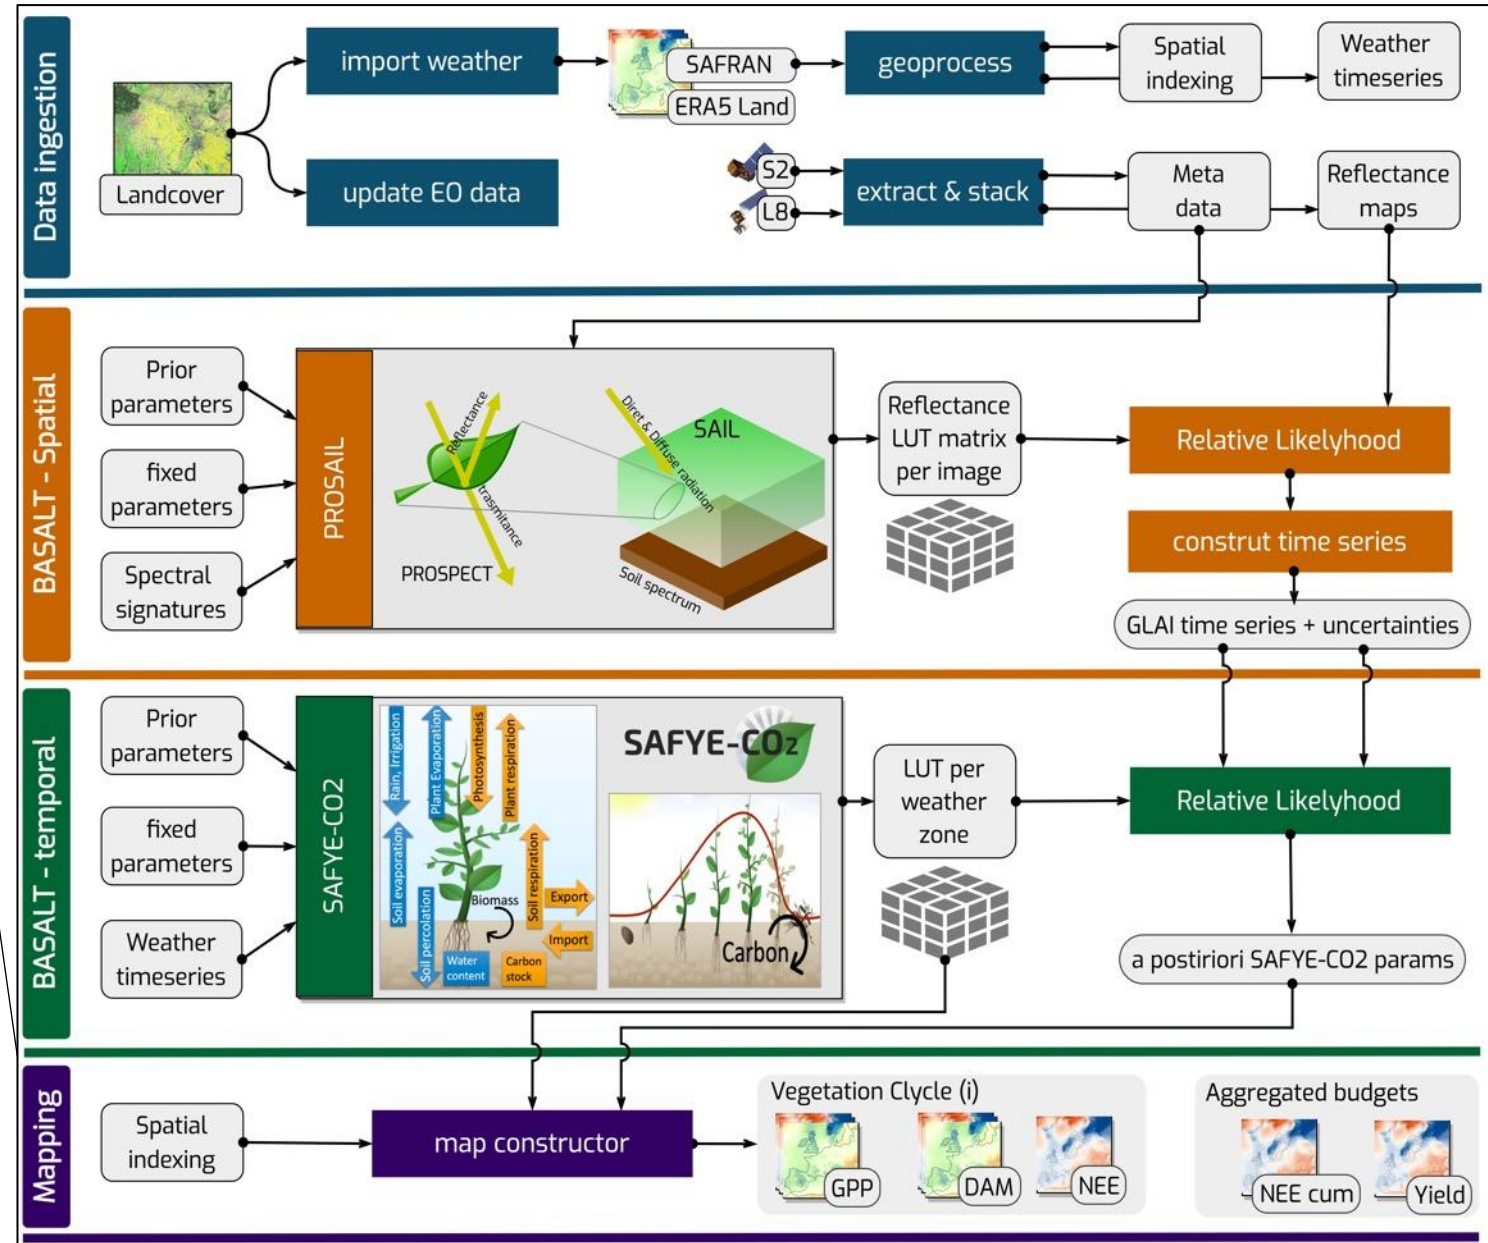 Data ingestion
Landcover
import weather
update EO data
SAFRAN
ERA5 Land
geoprocess
Spatial
indexing
Weather
timeseries
S2
L8
extract & stack
Meta
data
Reflectance
maps
BASALT - Spatial
Prior
parameters
fixed
parameters
Spectral
signatures
PROSAIL
Reflectance
trasmitance
PROSPECT
Diret & Diffuse radiation
SAIL
Soil spectrum
Reflectance
LUT matrix
per image
Relative Likelyhood
construt time series
GLAI time series + uncertainties
BASALT - temporal
Prior
parameters
fixed
parameters
Weather
timeseries
SAFYE-CO2
Rain, Irrigation
Plant Evaporation
Photosynthesis
Plant respiration
Soil evaporation
Soil percolation
Soil respiration
Biomass
Export
Import
Water
content
Carbon
stock
SAFYE-CO2
Carbon
LUT per
weather
zone
Relative Likelyhood
a postiriori SAFYE-CO2 params
Mapping
Spatial
indexing
map constructor
Vegetation Clycle (i)
GPP
DAM
NEE
Aggregated budgets
NEE cum
Yield